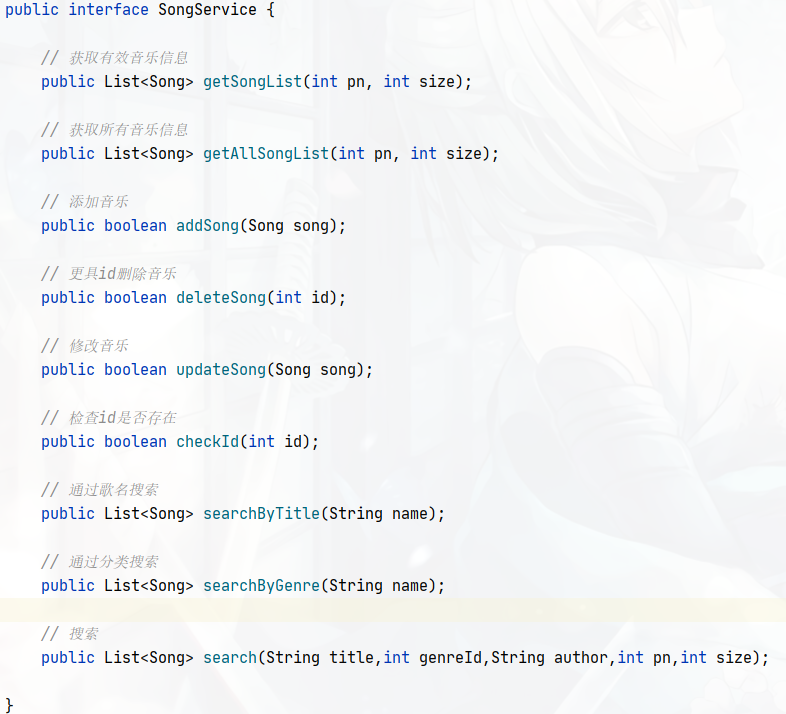 public interface SongService {
// 获取有效音乐信息
public List<Song> getSongList(int pn, int size);
// 获取所有音乐信息
public List<Song> getAllSongList(int pn, int size);
// 添加音乐
public boolean addSong(Song song);
// 更具id删除音乐
public boolean deleteSong(int id);
// 修改音乐
public boolean updateSong(Song song);
// 检查id是否存在
public boolean checkId(int id);
// 通过歌名搜索
public List<Song> searchByTitle(String name);
// 通过分类搜索
public List<Song> searchByGenre(String name);
// 搜索
public List<Song> search(String title,int genreId,String author,int pn,int size);
}